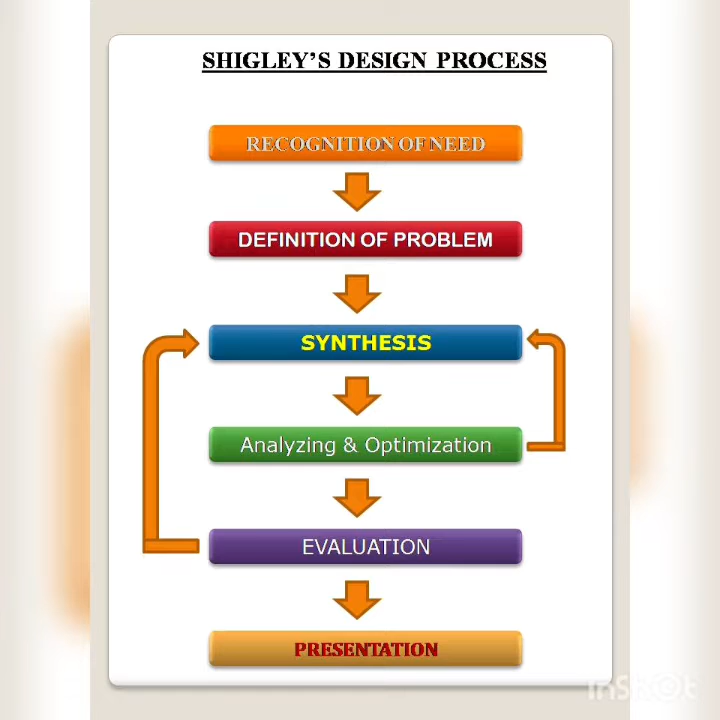 SHIGLEY'S DESIGN PROCESS
RECOGNITION OF NEED
DEFINITION OF PROBLEM
SYNTHESIS
Analyzing & Optimization
EVALUATION
PRESENTATION
InShOt